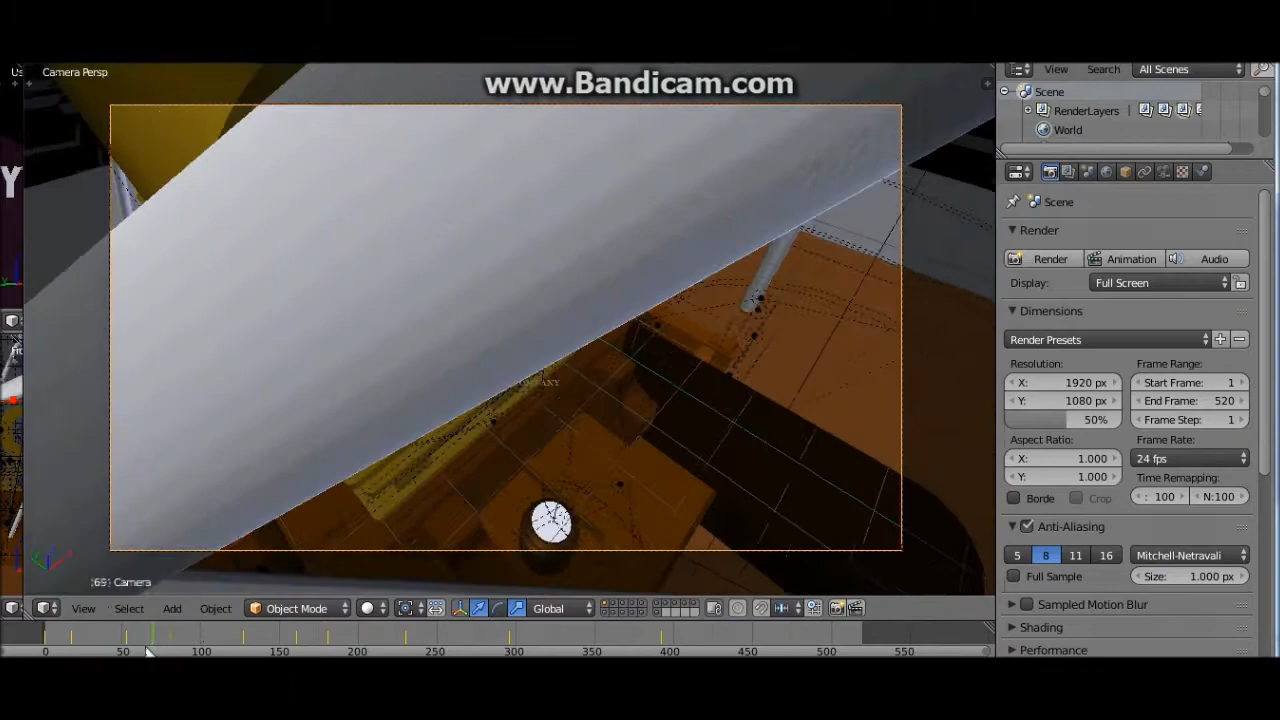 www.Bandicam.com
Camera Persp
View Search All Scenes
Scene
RenderLayers
World
Y
Scene
Render
Render Animation Audio
Display: Full Screen
Dimensions
Render Presets
Resolution: Frame Range:
X: 1920 px Start Frame: 1
Y: 1080 px End Frame: 520
50% Frame Step: 1
Aspect Ratio: Frame Rate:
X: 1.000 24 fps
Y: 1.000 Time Remapping:
Borde Crop : 100 N:100
Anti-Aliasing
5 8 11 16 Mitchell-Netravali
Full Sample Size: 1.000 px
Sampled Motion Blur
Shading
Performance
(69) Camera
View Select Add Object Object Mode Global
0 50 100 150 200 250 300 350 400 450 500 550